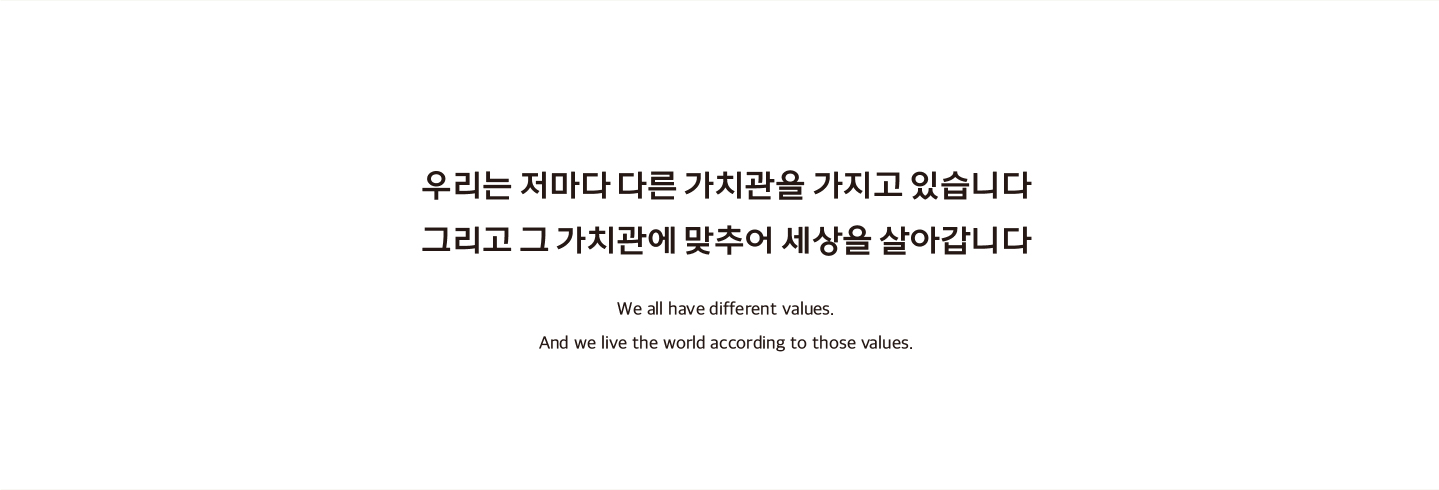 우리는 저마다 다른 가치관을 가지고 있습니다
그리고 그 가치관에 맞추어 세상을 살아갑니다
We all have different values.
And we live the world according to those values.